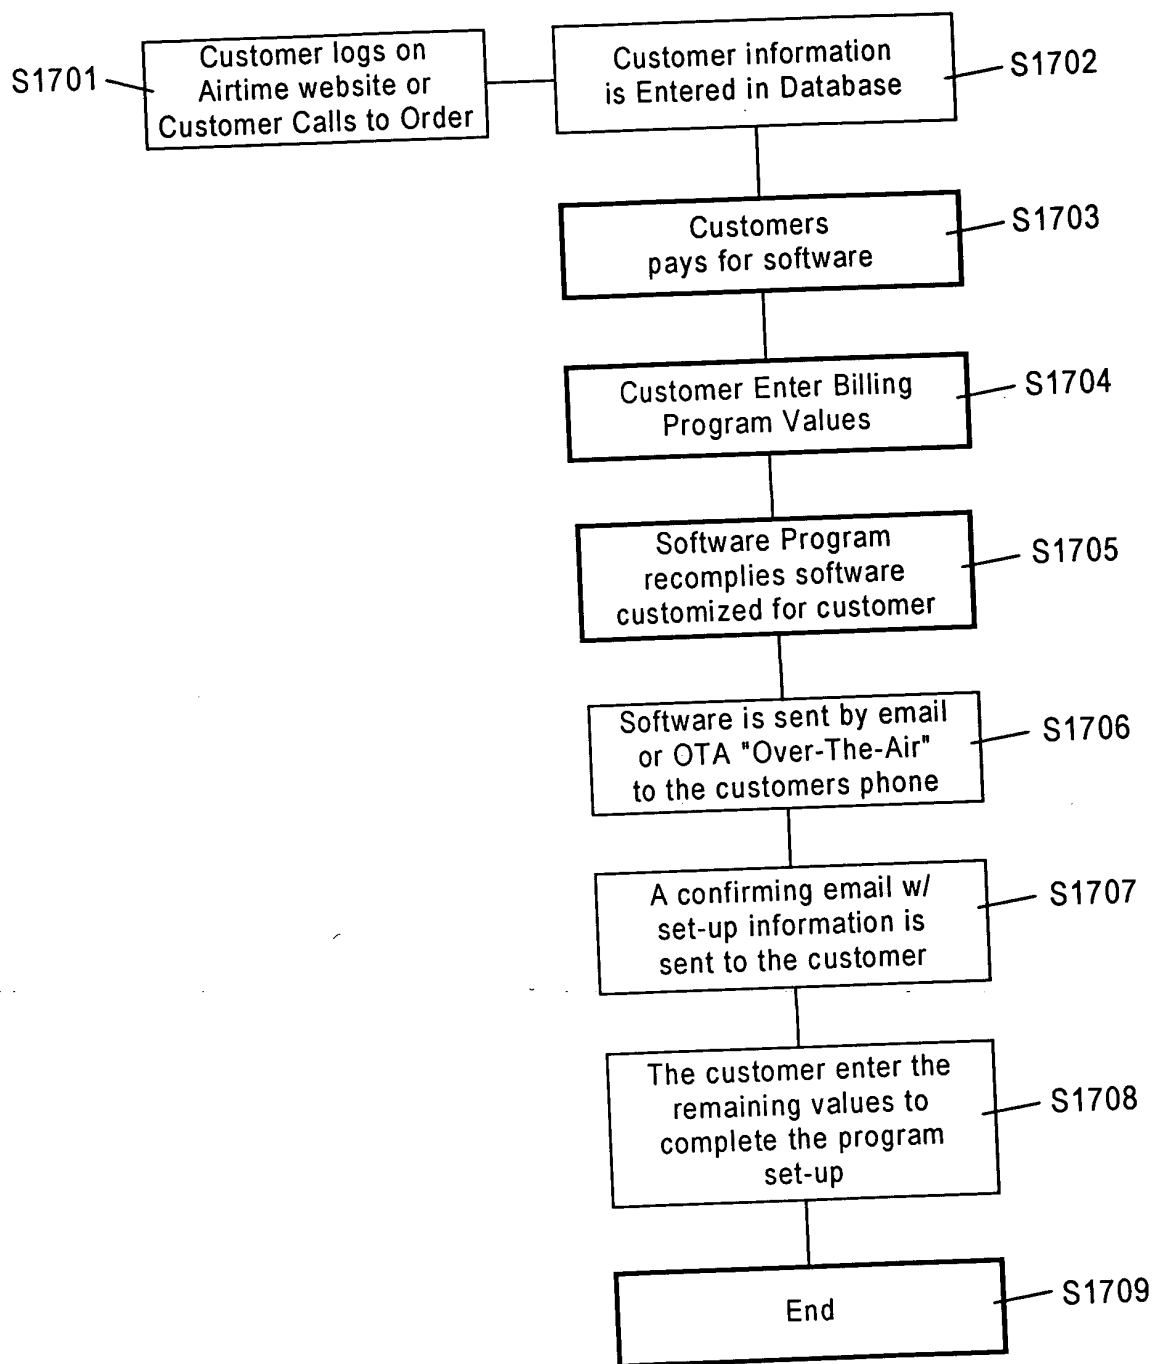 S1701
Customer logs on
Airtime website or
Customer Calls to Order
Customer information
is Entered in Database
S1702
Customers
pays for software
S1703
Customer Enter Billing
Program Values
S1704
Software Program
recomplies software
customized for customer
S1705
Software is sent by email
or OTA "Over-The-Air"
to the customers phone
S1706
A confirming email w/
set-up information is
sent to the customer
S1707
The customer enter the
remaining values to
complete the program
set-up
S1708
End
S1709